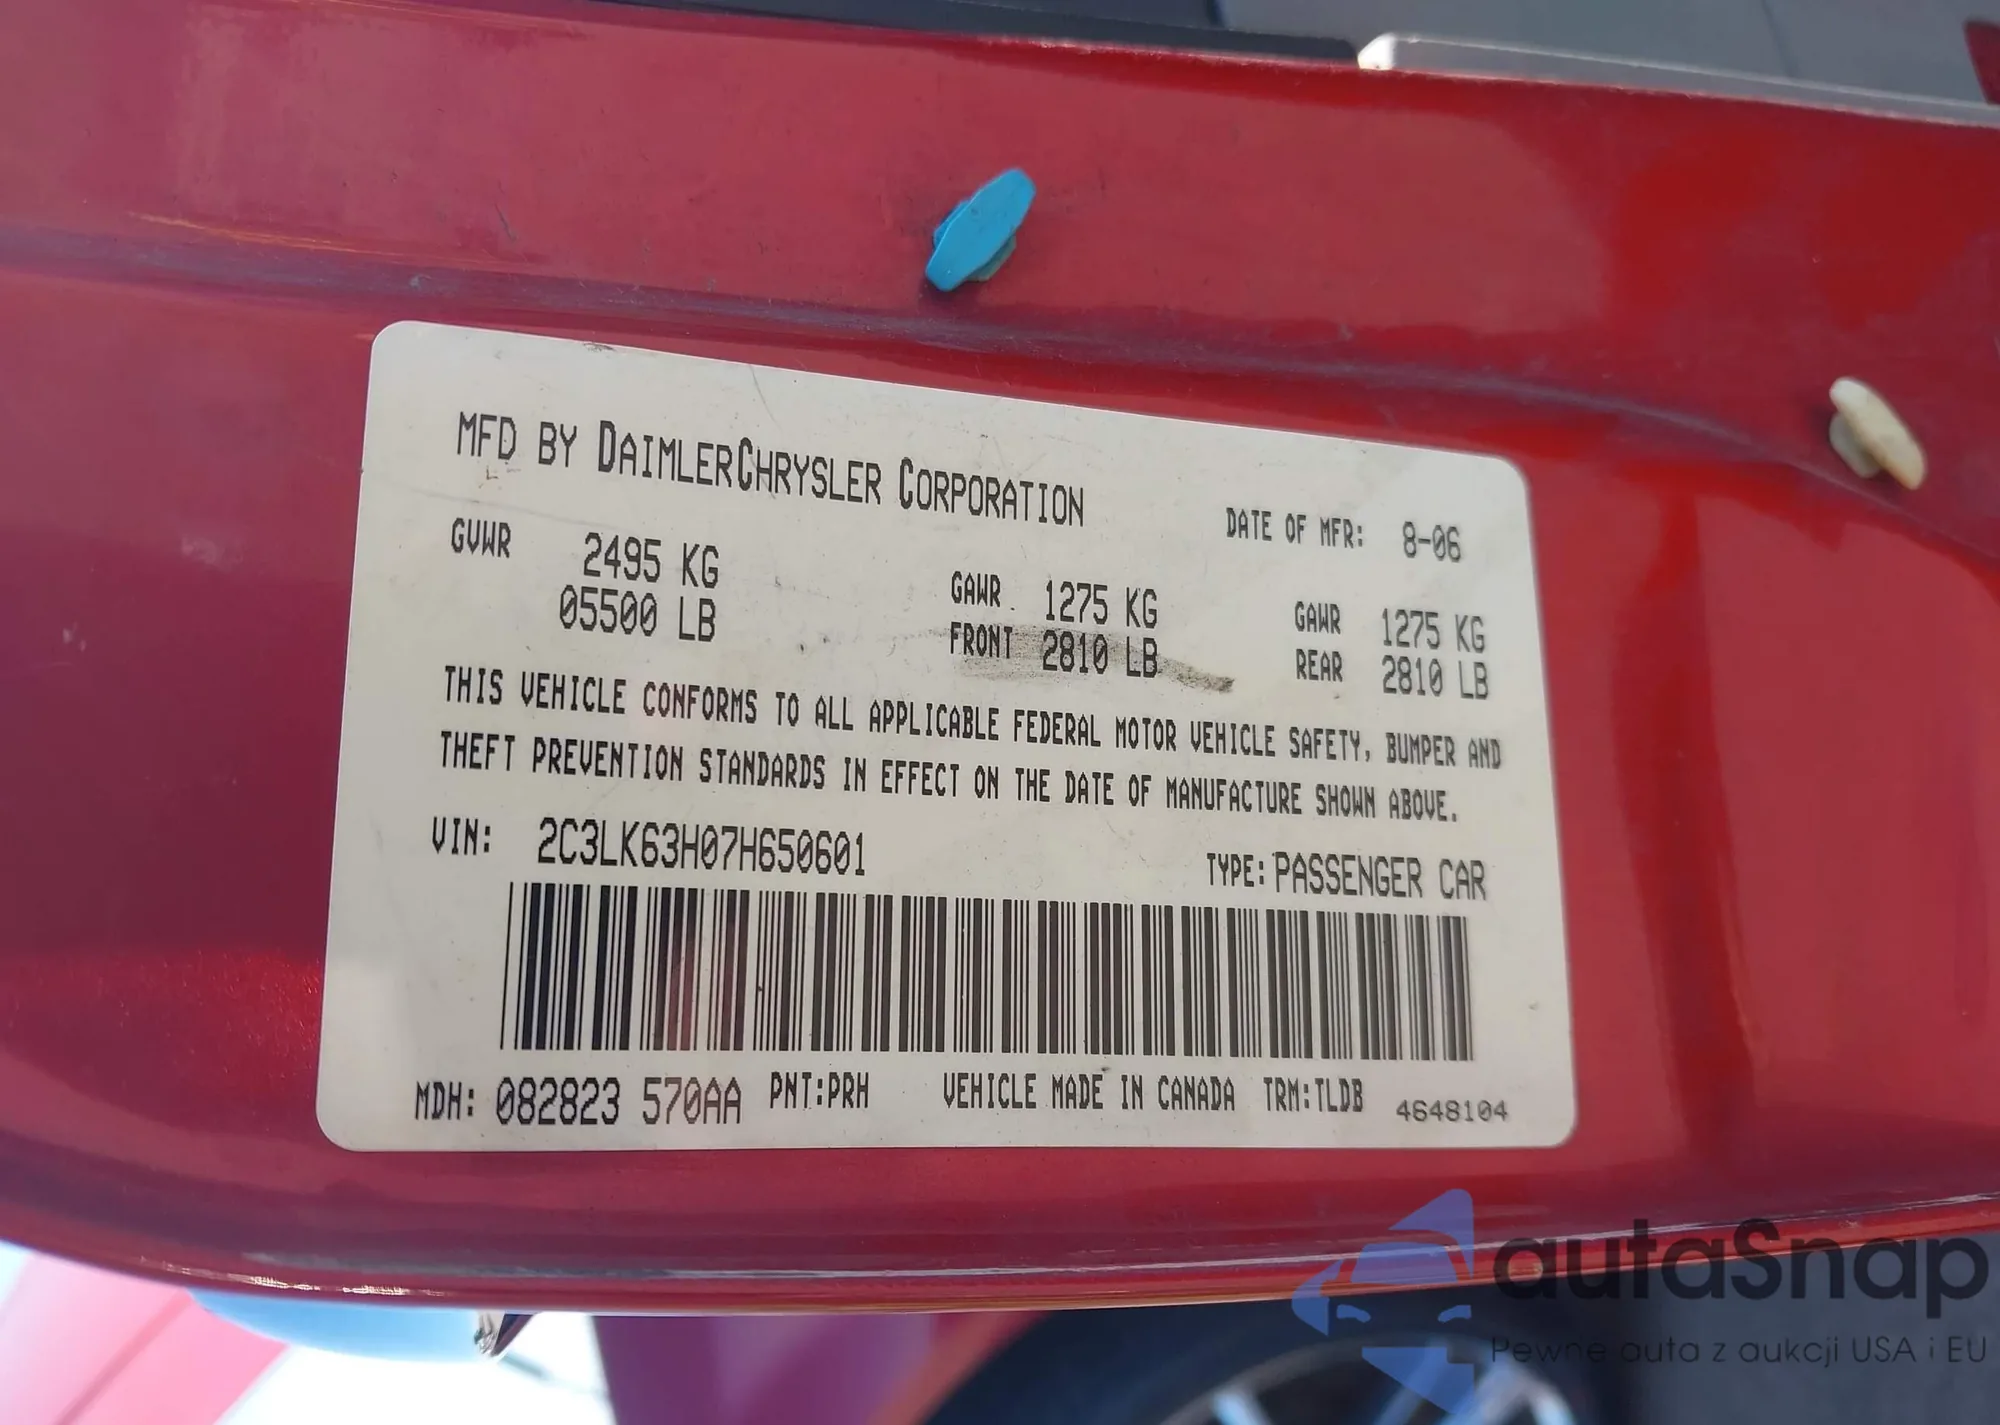 MFD BY DAIMLERCHRYSLER CORPORATION
DATE OF MFR: 8-06
GVWR 2495 KG
05500 LB
GAWR FRONT 1275 KG
2810 LB
GAWR REAR 1275 KG
2810 LB
THIS VEHICLE CONFORMS TO ALL APPLICABLE FEDERAL MOTOR VEHICLE SAFETY, BUMPER AND
THEFT PREVENTION STANDARDS IN EFFECT ON THE DATE OF MANUFACTURE SHOWN ABOVE.
VIN: 2C3LK63H07H650601
TYPE: PASSENGER CAR
MDH: 082823 570AA PNT:PRH VEHICLE MADE IN CANADA TRM:TLDB 4648104
autaSnap
Pewne auta z aukcji USA i EU